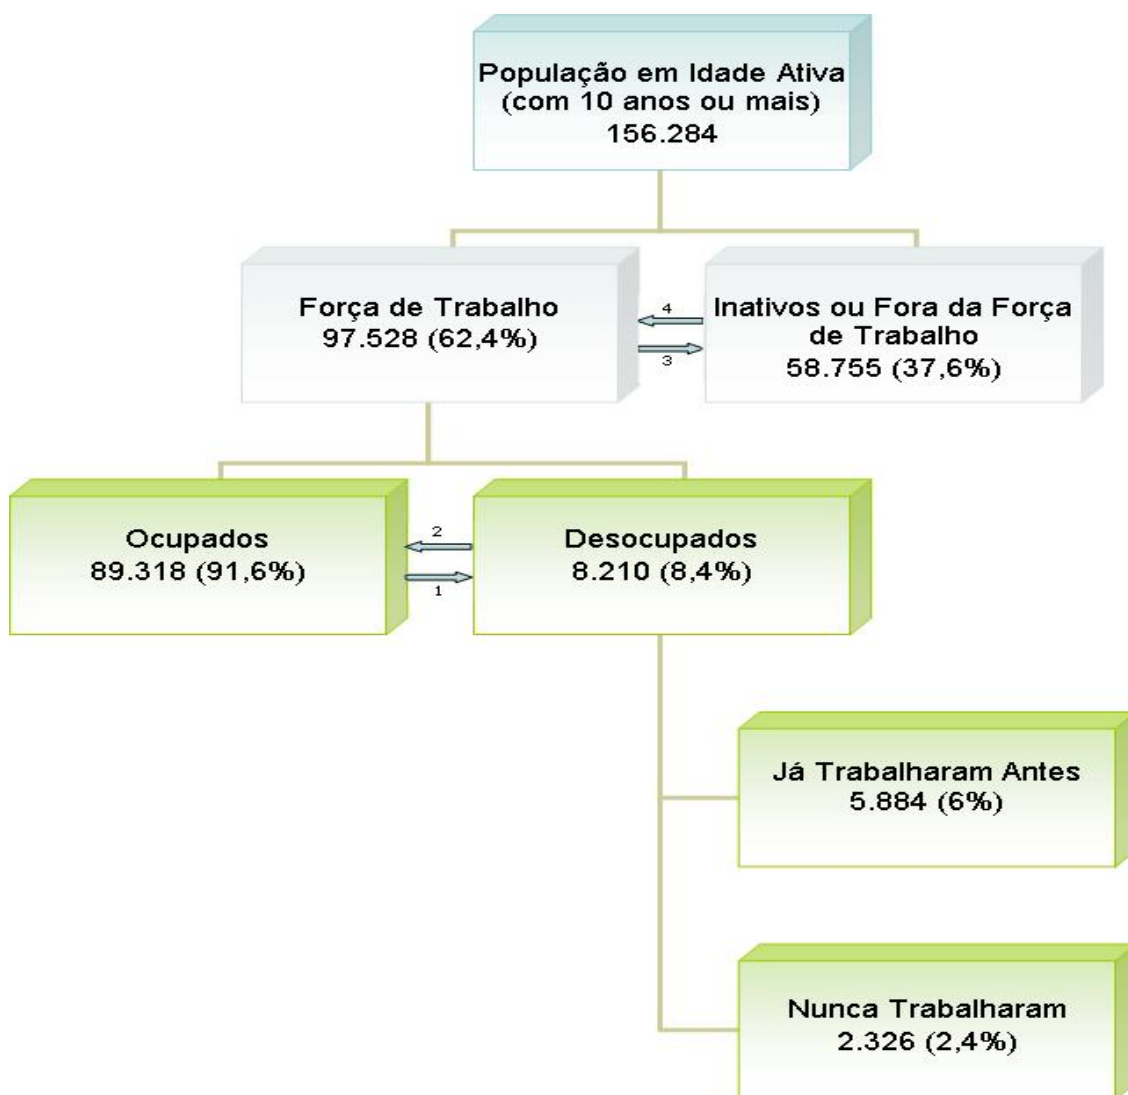 População em Idade Ativa
(com 10 anos ou mais)
156.284
Força de Trabalho
97.528 (62,4%)
4
3
Inativos ou Fora da Força
de Trabalho
58.755 (37,6%)
Ocupados
89.318 (91,6%)
2
1
Desocupados
8.210 (8,4%)
Já Trabalharam Antes
5.884 (6%)
Nunca Trabalharam
2.326 (2,4%)